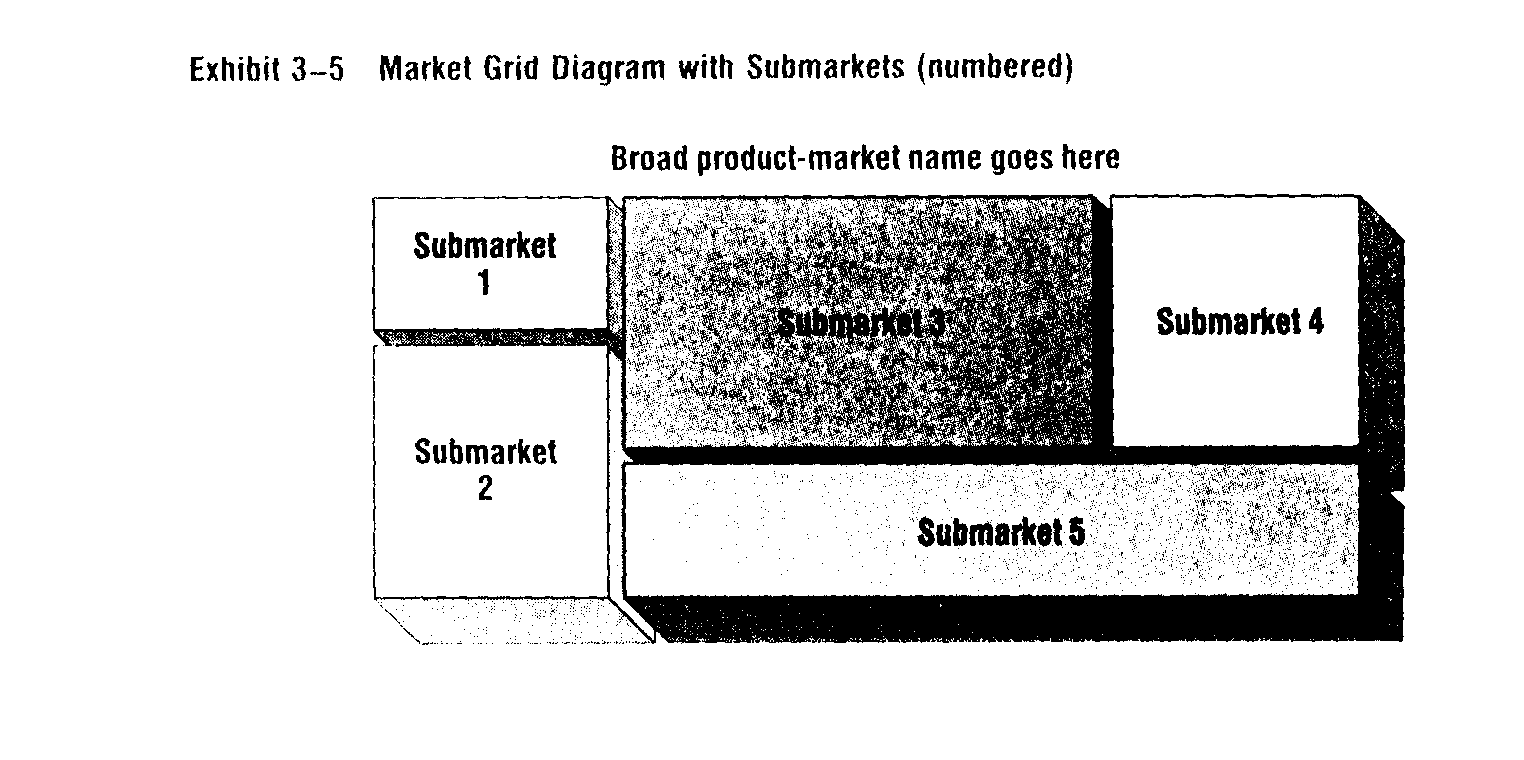 Exhibit 3–5 Market Grid Diagram with Submarkets (numbered)
Broad product-market name goes here
Submarket
1
Submarket
2
Submarket 3
Submarket 4
Submarket 5